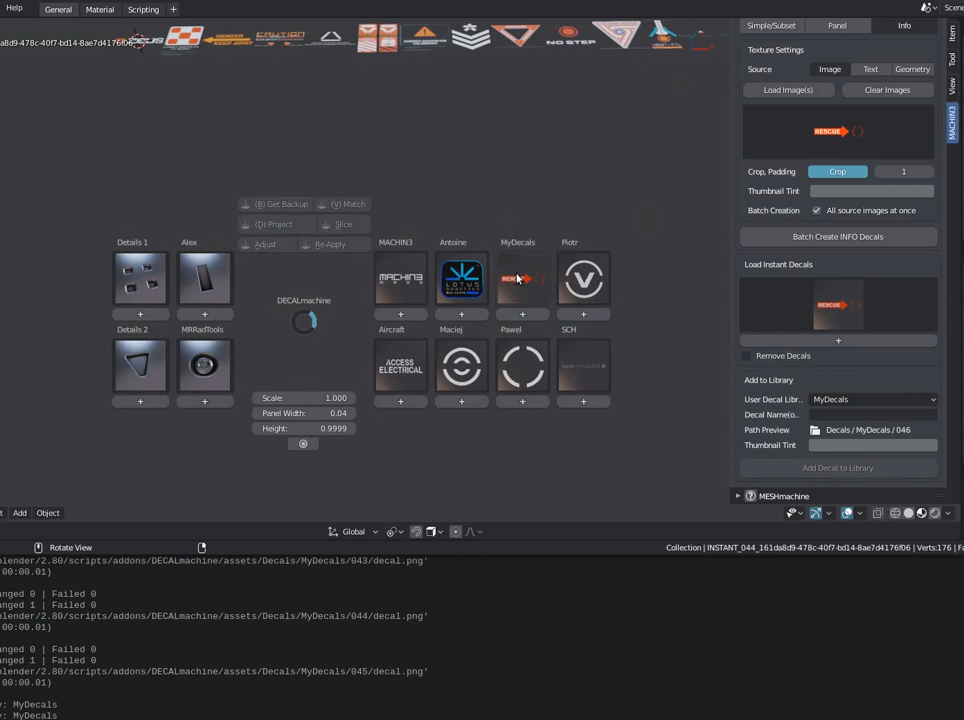 Help
General
Material
Scripting
+
Scene
a8d9-478c-40f7-bd14-8ae7d4176f06
DANGER
KEEP AWAY
CAUTION
NO STEP
Simple/Subset
Panel
Info
Texture Settings
Source
Image
Text
Geometry
Load Image(s)
Clear Images
RESCUE
Crop, Padding
Crop
1
Thumbnail Tint
Batch Creation
All source images at once
Batch Create INFO Decals
Load Instant Decals
RESCUE
+
Remove Decals
Add to Library
User Decal Libr..
MyDecals
Decal Name(o..
Path Preview
Decals / MyDecals / 046
Thumbnail Tint
Add Decal to Library
MESHmachine
Item
Tool
View
MACHIN3
(B) Get Backup
(V) Match
(D) Project
Slice
Adjust
Re-Apply
Details 1
Alex
MACHIN3
Antoine
MyDecals
Piotr
MACHIN3
LOTUS
+
+
+
+
+
+
DECALmachine
Details 2
MRRadTools
Aircraft
Maciej
Pawel
SCH
ACCESS
ELECTRICAL
+
+
+
+
+
+
Scale: 1.000
Panel Width: 0.04
Height: 0.9999
t
Add
Object
Global
Rotate View
Collection | INSTANT_044_161da8d9-478c-40f7-bd14-8ae7d4176f06 | Verts:176 | Fa
blender/2.80/scripts/addons/DECALmachine/assets/Decals/MyDecals/043/decal.png'
00:00.01)
anged 0 | Failed 0
anged 1 | Failed 0
blender/2.80/scripts/addons/DECALmachine/assets/Decals/MyDecals/044/decal.png'
00:00.01)
anged 0 | Failed 0
anged 1 | Failed 0
blender/2.80/scripts/addons/DECALmachine/assets/Decals/MyDecals/045/decal.png'
00:00.01)
y: MyDecals
y: MyDecals